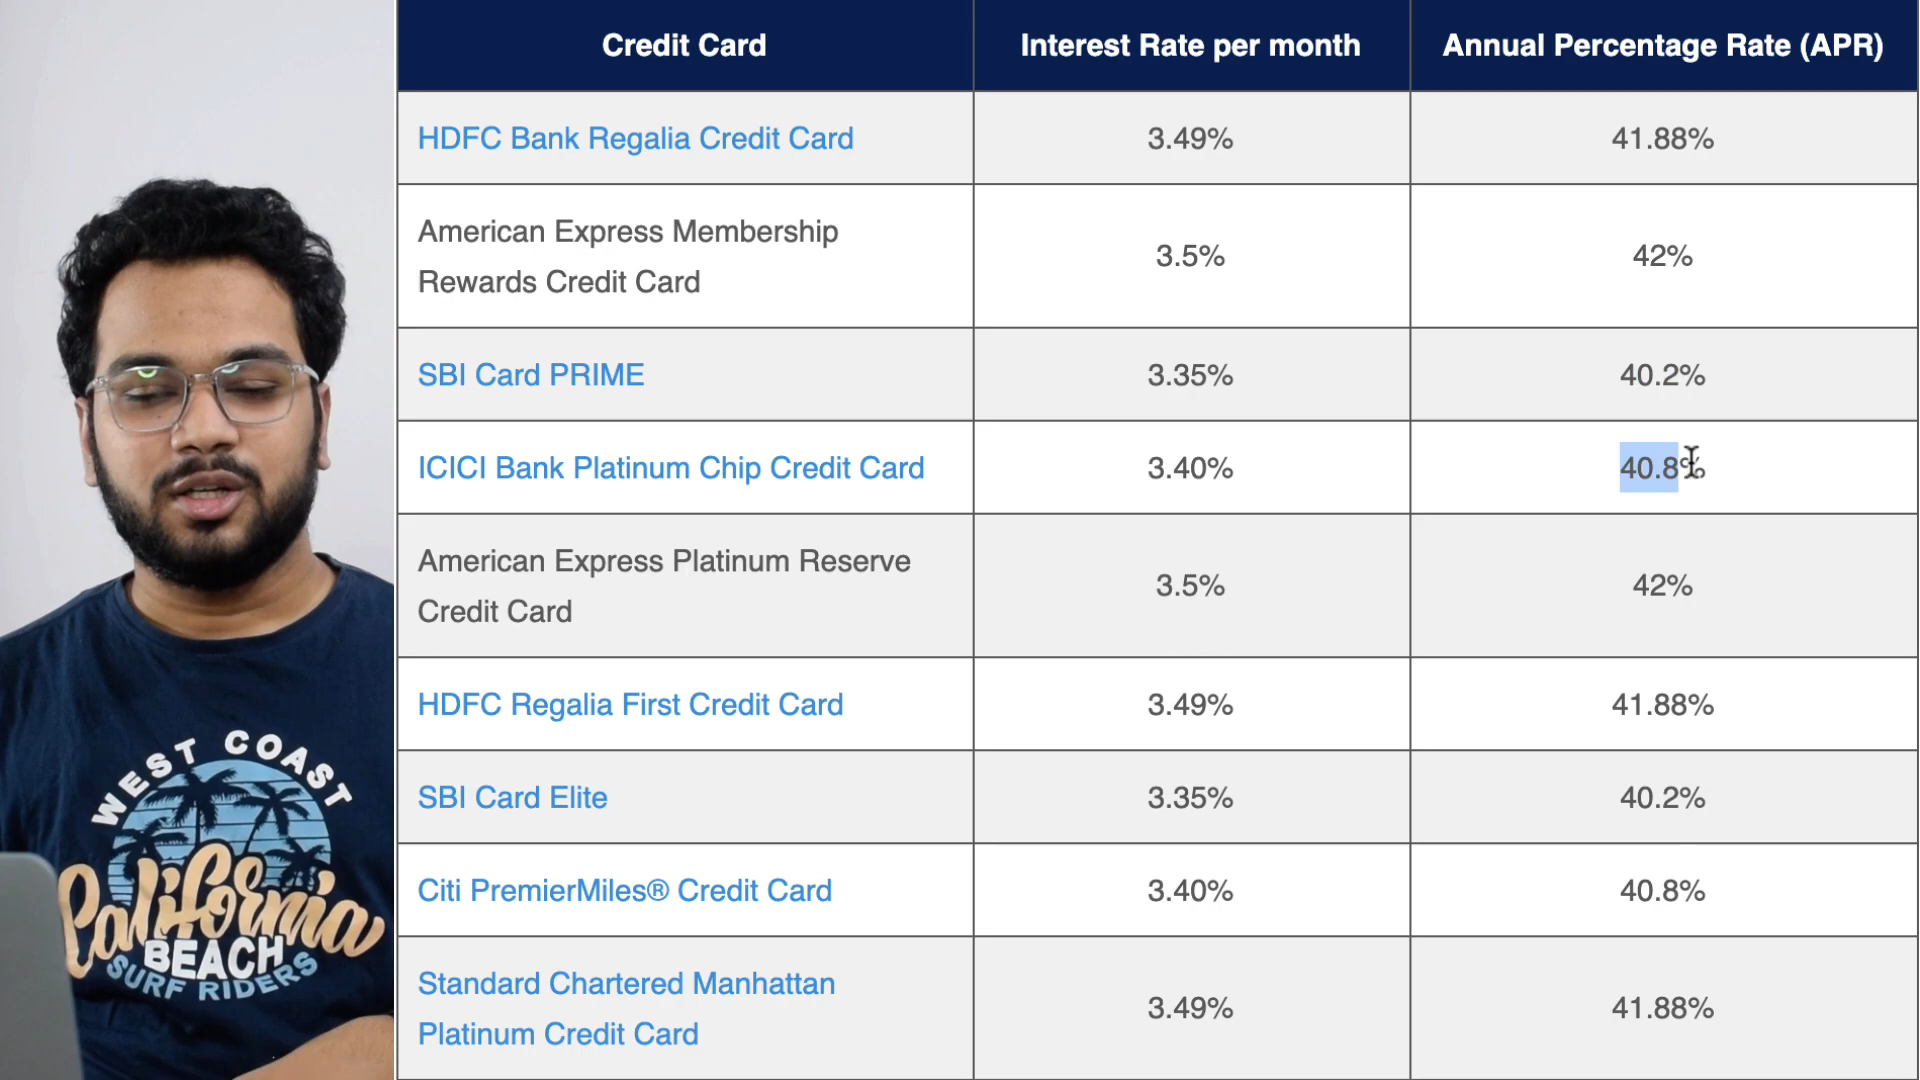 Credit Card Interest Rate per month Annual Percentage Rate (APR)
HDFC Bank Regalia Credit Card 3.49% 41.88%
American Express Membership
Rewards Credit Card 3.5% 42%
SBI Card PRIME 3.35% 40.2%
ICICI Bank Platinum Chip Credit Card 3.40% 40.8%
American Express Platinum Reserve
Credit Card 3.5% 42%
HDFC Regalia First Credit Card 3.49% 41.88%
SBI Card Elite 3.35% 40.2%
Citi PremierMiles® Credit Card 3.40% 40.8%
Standard Chartered Manhattan
Platinum Credit Card 3.49% 41.88%
WEST COAST
California
BEACH
SURF RIDERS